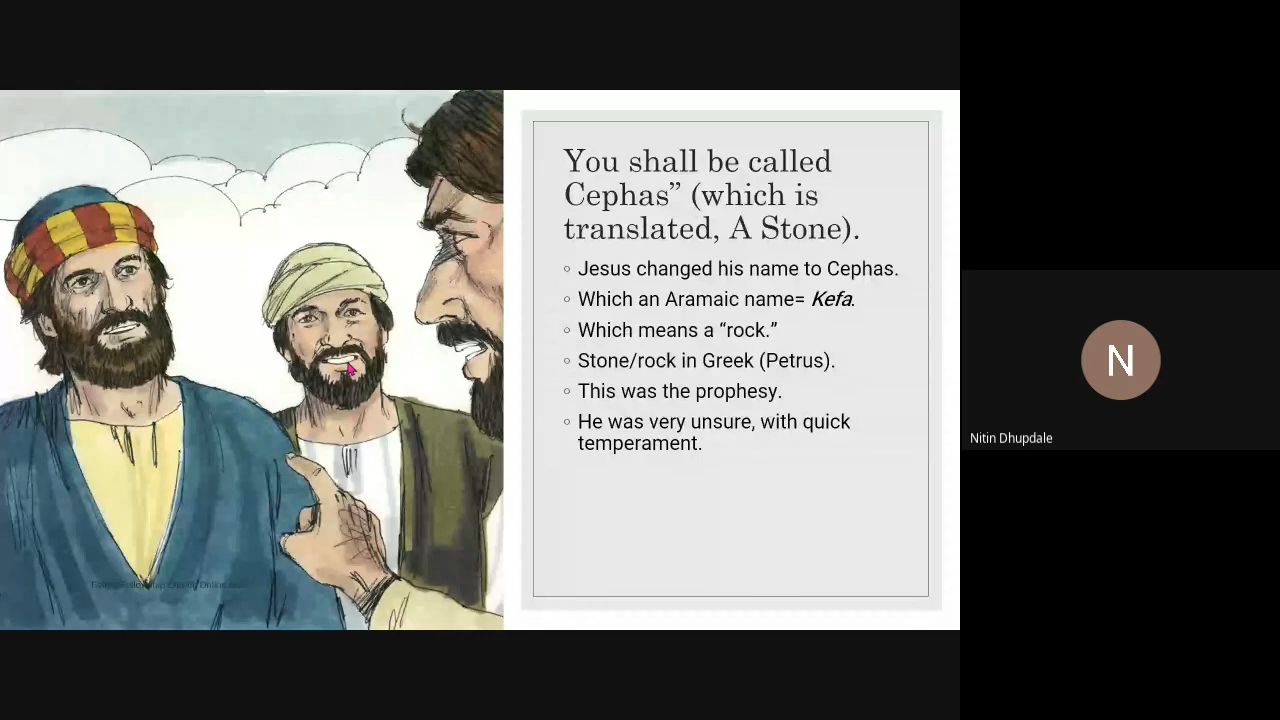 You shall be called
Cephas” (which is
translated, A Stone).
◦ Jesus changed his name to Cephas.
◦ Which an Aramaic name= Kefa.
◦ Which means a “rock.”
◦ Stone/rock in Greek (Petrus).
◦ This was the prophesy.
◦ He was very unsure, with quick
temperament.
N
Nitin Dhupdale